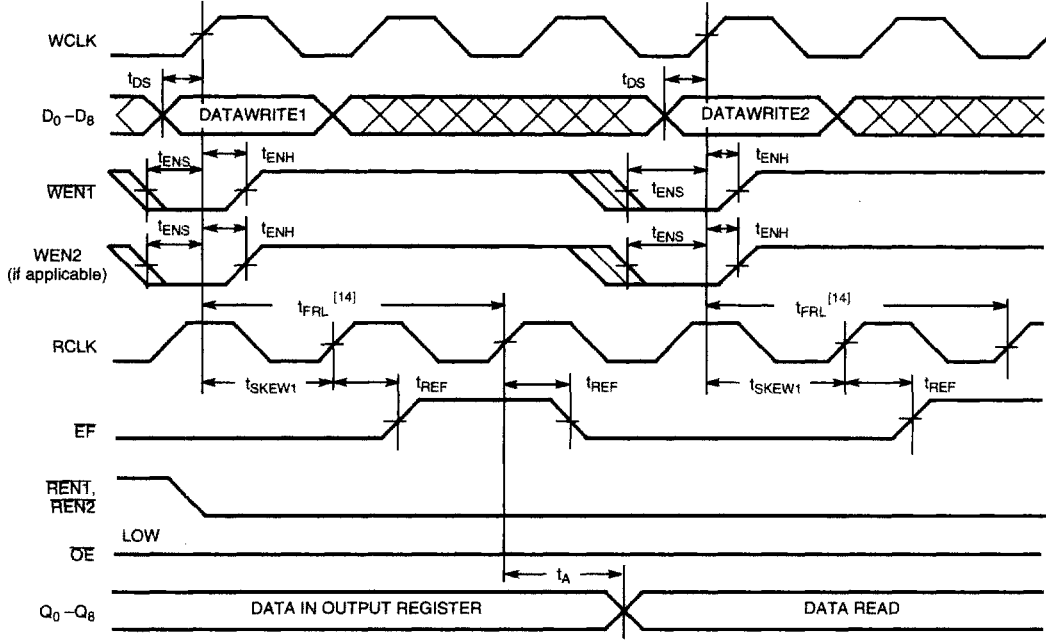 WCLK
tDS
tDS
D0–D8
DATAWRITE1
DATAWRITE2
tENS
tENH
tENS
tENH
WEN1
tENS
tENH
tENS
tENH
WEN2
(if applicable)
tFRL [14]
tFRL [14]
RCLK
tSKEW1
tREF
tREF
tSKEW1
tREF
EF
REN1,
REN2
LOW
OE
tA
Q0–Q8
DATA IN OUTPUT REGISTER
DATA READ